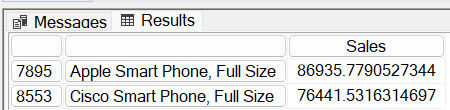 Messages Results
Sales
7895 Apple Smart Phone, Full Size 86935.7790527344
8553 Cisco Smart Phone, Full Size 76441.5316314697